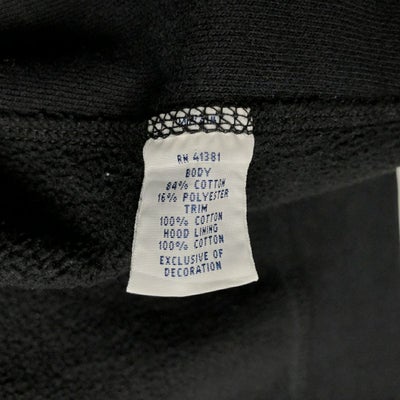 RN 41381
BODY
84% COTTON
16% POLYESTER
TRIM
100% COTTON
HOOD LINING
100% COTTON
EXCLUSIVE OF
DECORATION